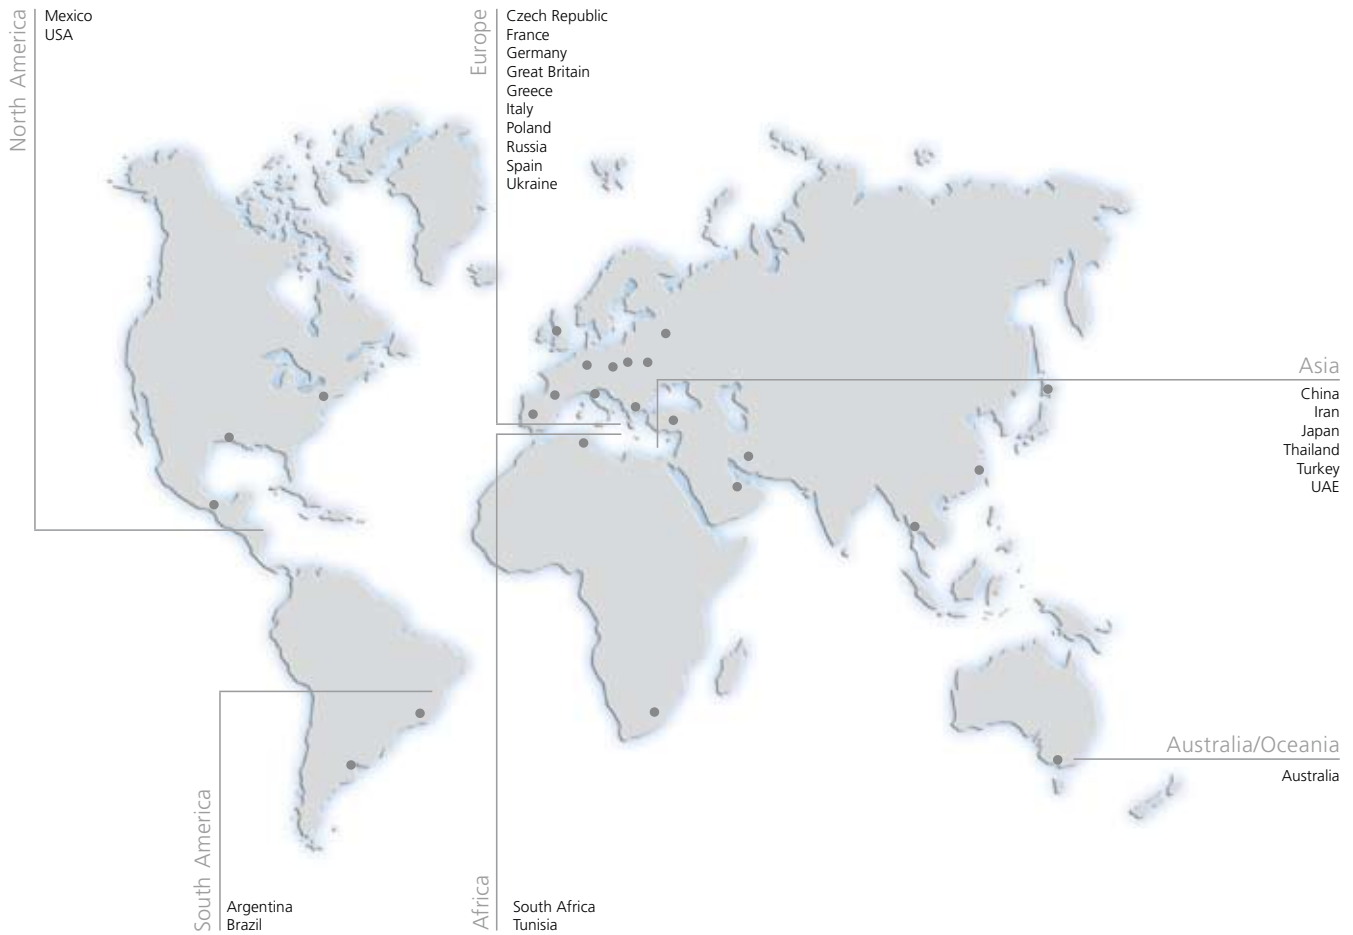 North America
Mexico
USA
Europe
Czech Republic
France
Germany
Great Britain
Greece
Italy
Poland
Russia
Spain
Ukraine
Asia
China
Iran
Japan
Thailand
Turkey
UAE
Australia/Oceania
Australia
South America
Argentina
Brazil
Africa
South Africa
Tunisia